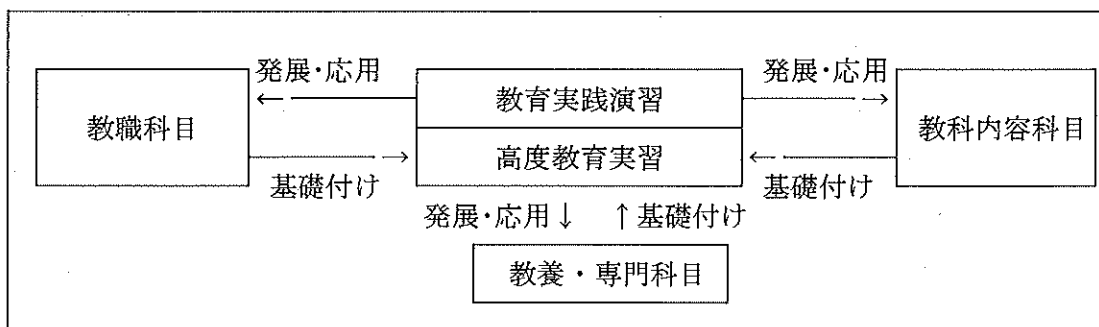 発展・応用 発展・応用
教育実践演習
教職科目 教科内容科目
高度教育実習
基礎付け 基礎付け
発展・応用↓ ↑基礎付け
教養・専門科目